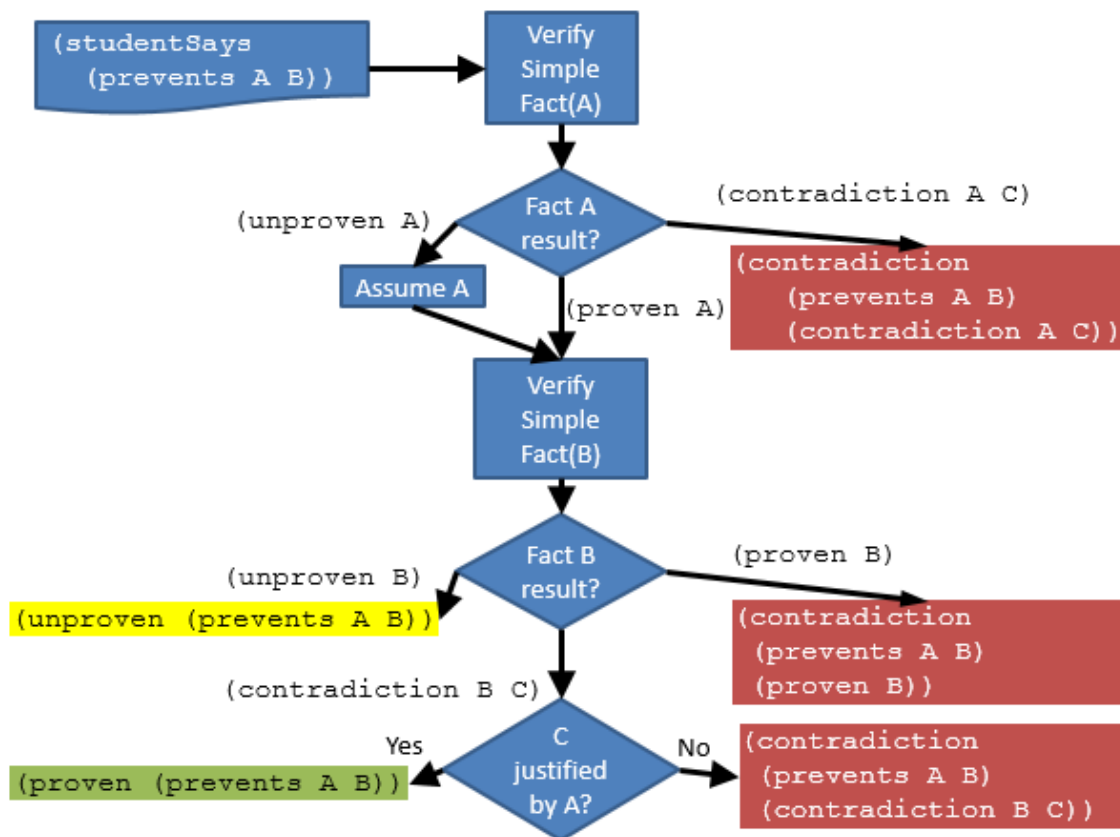 (studentSays
(prevents A B))
Verify
Simple
Fact(A)
(unproven A)
Fact A
result?
(contradiction A C)
Assume A
(proven A)
(contradiction
(prevents A B)
(contradiction A C))
Verify
Simple
Fact(B)
(unproven B)
Fact B
result?
(proven B)
(unproven (prevents A B))
(contradiction
(prevents A B)
(proven B))
(contradiction B C)
Yes
C
justified
by A?
No
(proven (prevents A B))
(contradiction
(prevents A B)
(contradiction B C))